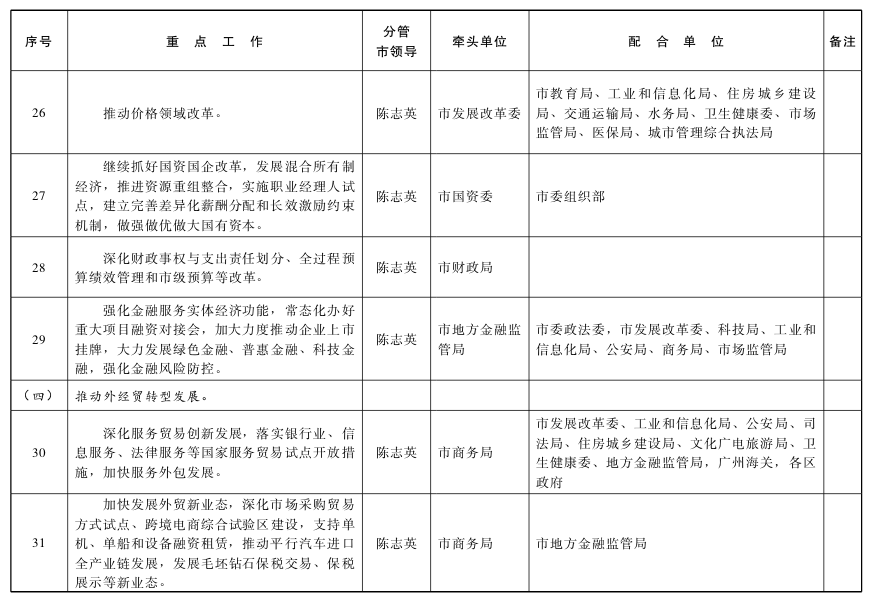 序号 重点工作 分管 市领导 牵头单位 配合单位 备注
26 推动价格领域改革。 陈志英 市发展改革委 市教育局、工业和信息化局、住房城乡建设
局、交通运输局、水务局、卫生健康委、市场
监管局、医保局、城市管理综合执法局
27 继续抓好国资国企改革，发展混合所有制
经济，推进资源重组整合，实施职业经理人试
点，建立完善差异化薪酬分配和长效激励约束
机制，做强做优做大国有资本。
陈志英 市国资委 市委组织部
28 深化财政事权与支出责任划分、全过程预
算绩效管理和市级预算等改革。
陈志英 市财政局
29 强化金融服务实体经济功能，常态化办好
重大项目融资对接会，加大力度推动企业上市
挂牌，大力发展绿色金融、普惠金融、科技金
融，强化金融风险防控。
陈志英 市地方金融监
管局
市委政法委，市发展改革委、科技局、工业和
信息化局、公安局、商务局、市场监管局
（四） 推动外经贸转型发展。
30 深化服务贸易创新发展，落实银行业、信
息服务、法律服务等国家服务贸易试点开放措
施，加快服务外包发展。
陈志英 市商务局
市发展改革委、工业和信息化局、公安局、司
法局、住房城乡建设局、文化广电旅游局、卫
生健康委、地方金融监管局，广州海关，各区
政府
31 加快发展外贸新业态，深化市场采购贸易
方式试点、跨境电商综合试验区建设，支持单
机、单船和设备融资租赁，推动平行汽车进口
全产业链发展，发展毛坯钻石保税交易、保税
展示等新业态。
陈志英 市商务局 市地方金融监管局